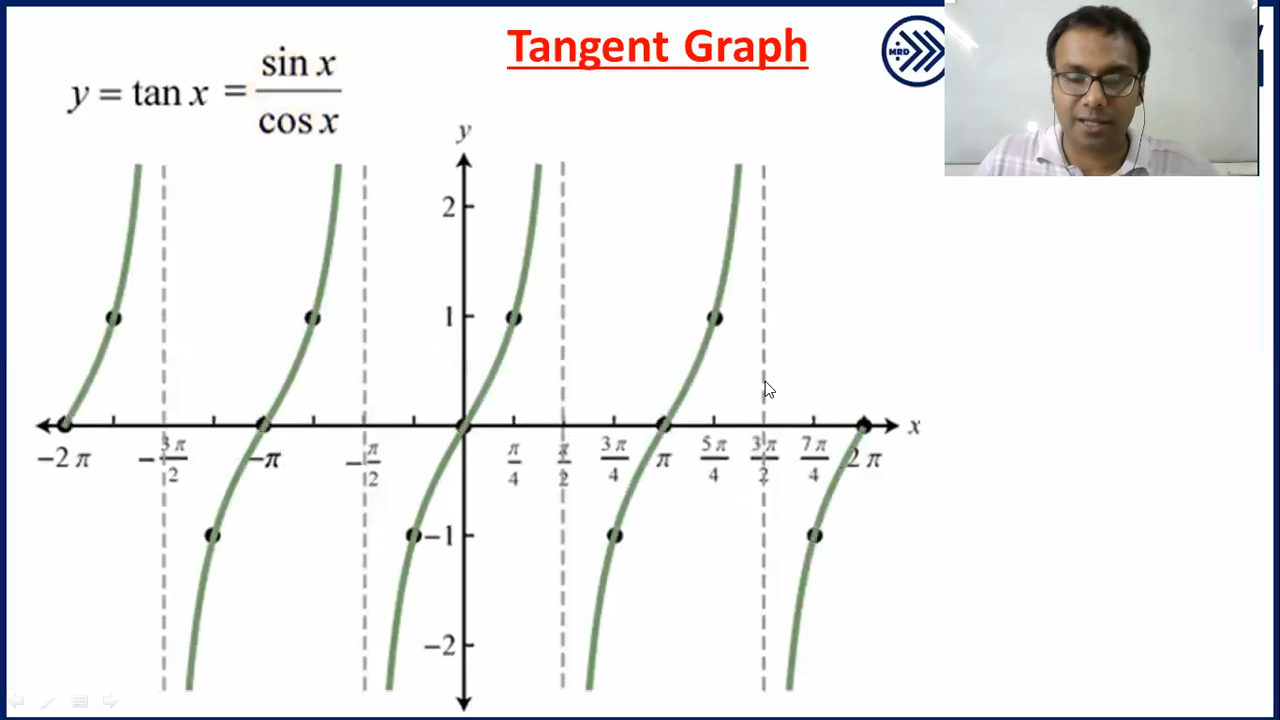 Tangent Graph
MRD
y = tan x = sin x / cos x
y
2
1
−2π −3π/2 −π −π/2 π/4 π/2 3π/4 π 5π/4 3π/2 7π/4 2π x
−1
−2